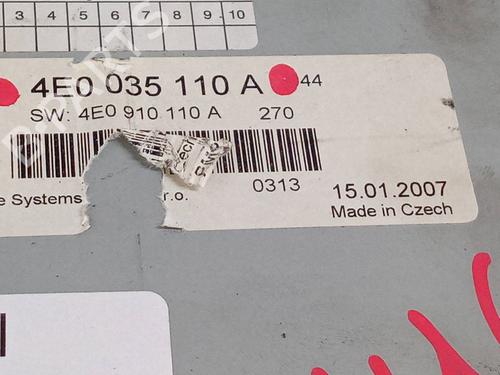 3 4 5 6 7 8 9 10
4E0 035 110 A 44
SW: 4E0 910 110 A 270
Czech
0313
e Systems r.o.
15.01.2007
Made in Czech